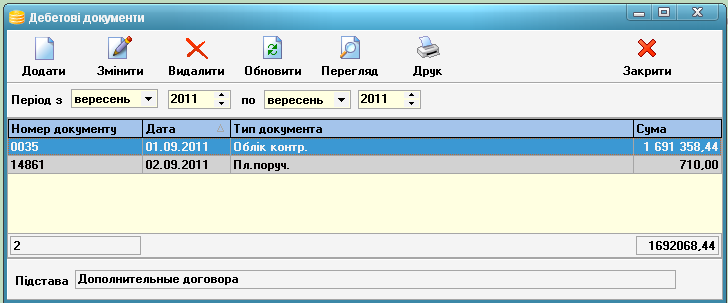 Дебетові документи
Додати Змінити Видалити Обновити Перегляд Друк Закрити
Період з вересень 2011 по вересень 2011
Номер документу Дата Тип документа Сума
0035 01.09.2011 Облік контр. 1 691 358,44
14861 02.09.2011 Пл.поруч. 710,00
2 1692068,44
Підстава Дополнительные договора